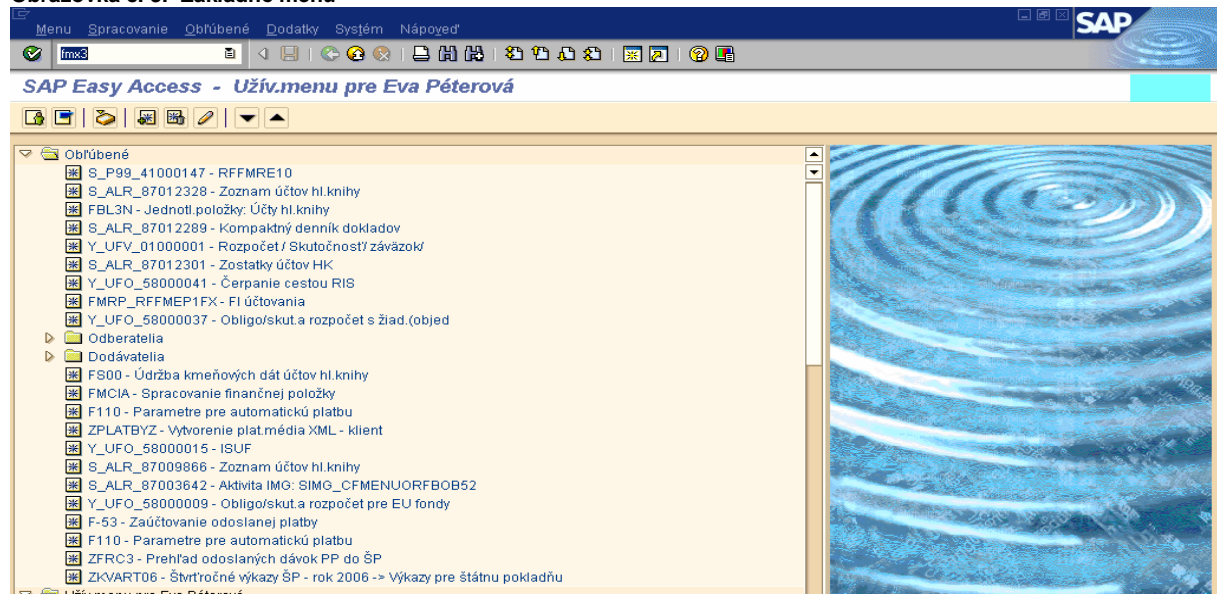 Menu Spracovanie Obľúbené Dodatky Systém Nápoveď
SAP
fmx3
SAP Easy Access - Užív.menu pre Eva Péterová
Obľúbené
S_P99_41000147 - RFFMRE10
S_ALR_87012328 - Zoznam účtov hl.knihy
FBL3N - Jednotl.položky: Účty hl.knihy
S_ALR_87012289 - Kompaktný denník dokladov
Y_UFV_01000001 - Rozpočet / Skutočnosť/ záväzok/
S_ALR_87012301 - Zostatky účtov HK
Y_UFO_58000041 - Čerpanie cestou RIS
FMRP_RFFMEP1FX - FI účtovania
Y_UFO_58000037 - Obligo/skut.a rozpočet s žiad.(objed
Odberatelia
Dodávatelia
FS00 - Údržba kmeňových dát účtov hl.knihy
FMCIA - Spracovanie finančnej položky
F110 - Parametre pre automatickú platbu
ZPLATBYZ - Vytvorenie plat.média XML - klient
Y_UFO_58000015 - ISUF
S_ALR_87009866 - Zoznam účtov hl.knihy
S_ALR_87003642 - Aktivita IMG: SIMG_CFMENUORFBOB52
Y_UFO_58000009 - Obligo/skut.a rozpočet pre EU fondy
F-53 - Zaúčtovanie odoslanej platby
F110 - Parametre pre automatickú platbu
ZFRC3 - Prehľad odoslaných dávok PP do ŠP
ZKVART06 - Štvrťročné výkazy ŠP - rok 2006 -> Výkazy pre štátnu pokladňu